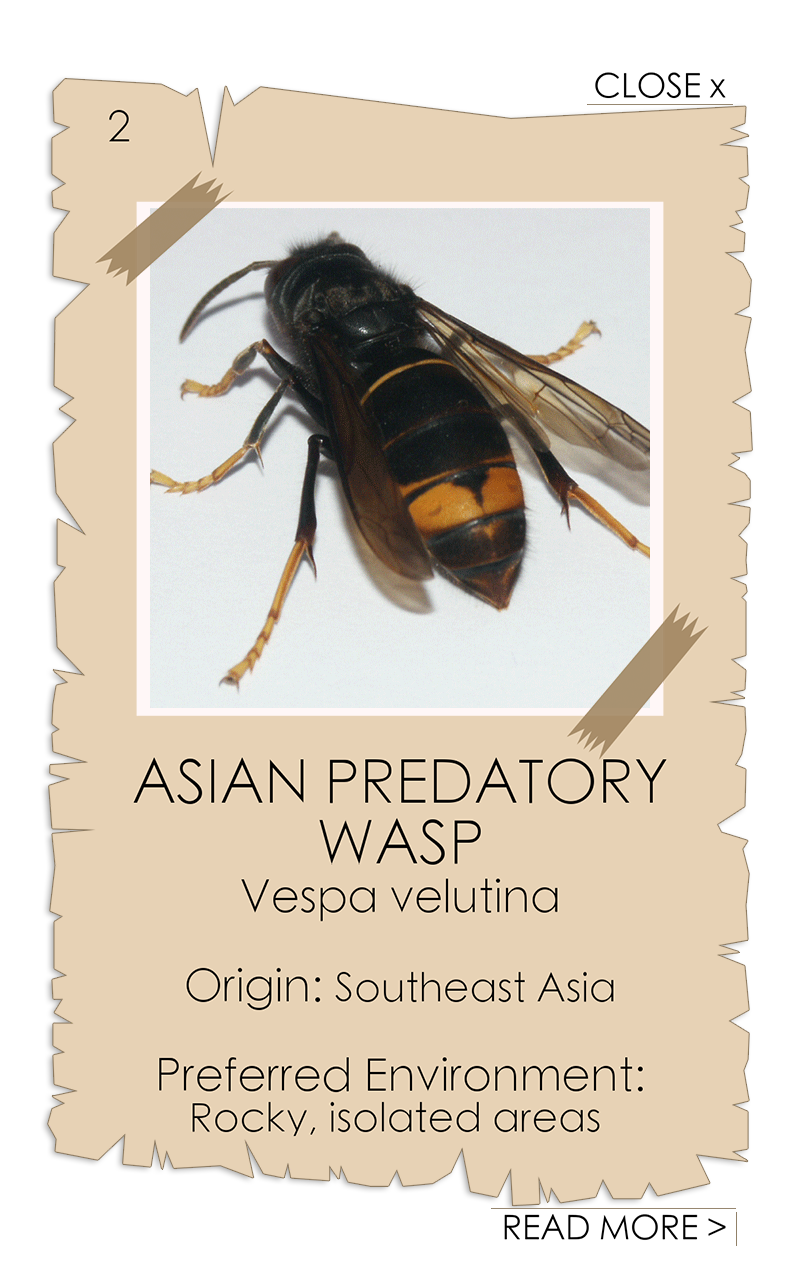 CLOSE x
2
ASIAN PREDATORY
WASP
Vespa velutina
Origin: Southeast Asia
Preferred Environment:
Rocky, isolated areas
READ MORE >